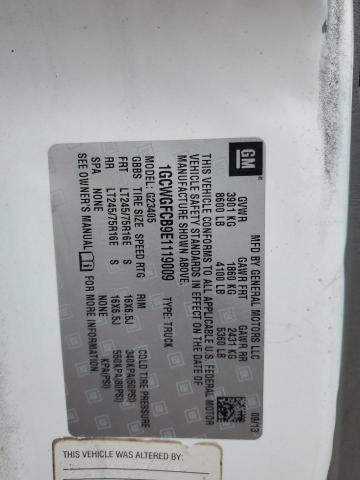 GM
MFD BY GENERAL MOTORS LLC
09/13
GVWR GAWR FRT GAWR RR
3901 KG 1860 KG 2431 KG
8600 LB 4100 LB 5360 LB
THIS VEHICLE CONFORMS TO ALL APPLICABLE U.S. FEDERAL MOTOR
VEHICLE SAFETY STANDARDS IN EFFECT ON THE DATE OF
MANUFACTURE SHOWN ABOVE.
1GCWGFCB9E1119009 TYPE: TRUCK
MODEL: G23405
GBBS TIRE SIZE SPEED RTG RIM COLD TIRE PRESSURE
FRT LT245/75R16E S 16X6.5J 340KPA(50PSI)
RR LT245/75R16E S 16X6.5J 550KPA(80PSI)
SPA NONE NONE KPA(PSI)
SEE OWNER'S MANUAL FOR MORE INFORMATION
THIS VEHICLE WAS ALTERED BY: